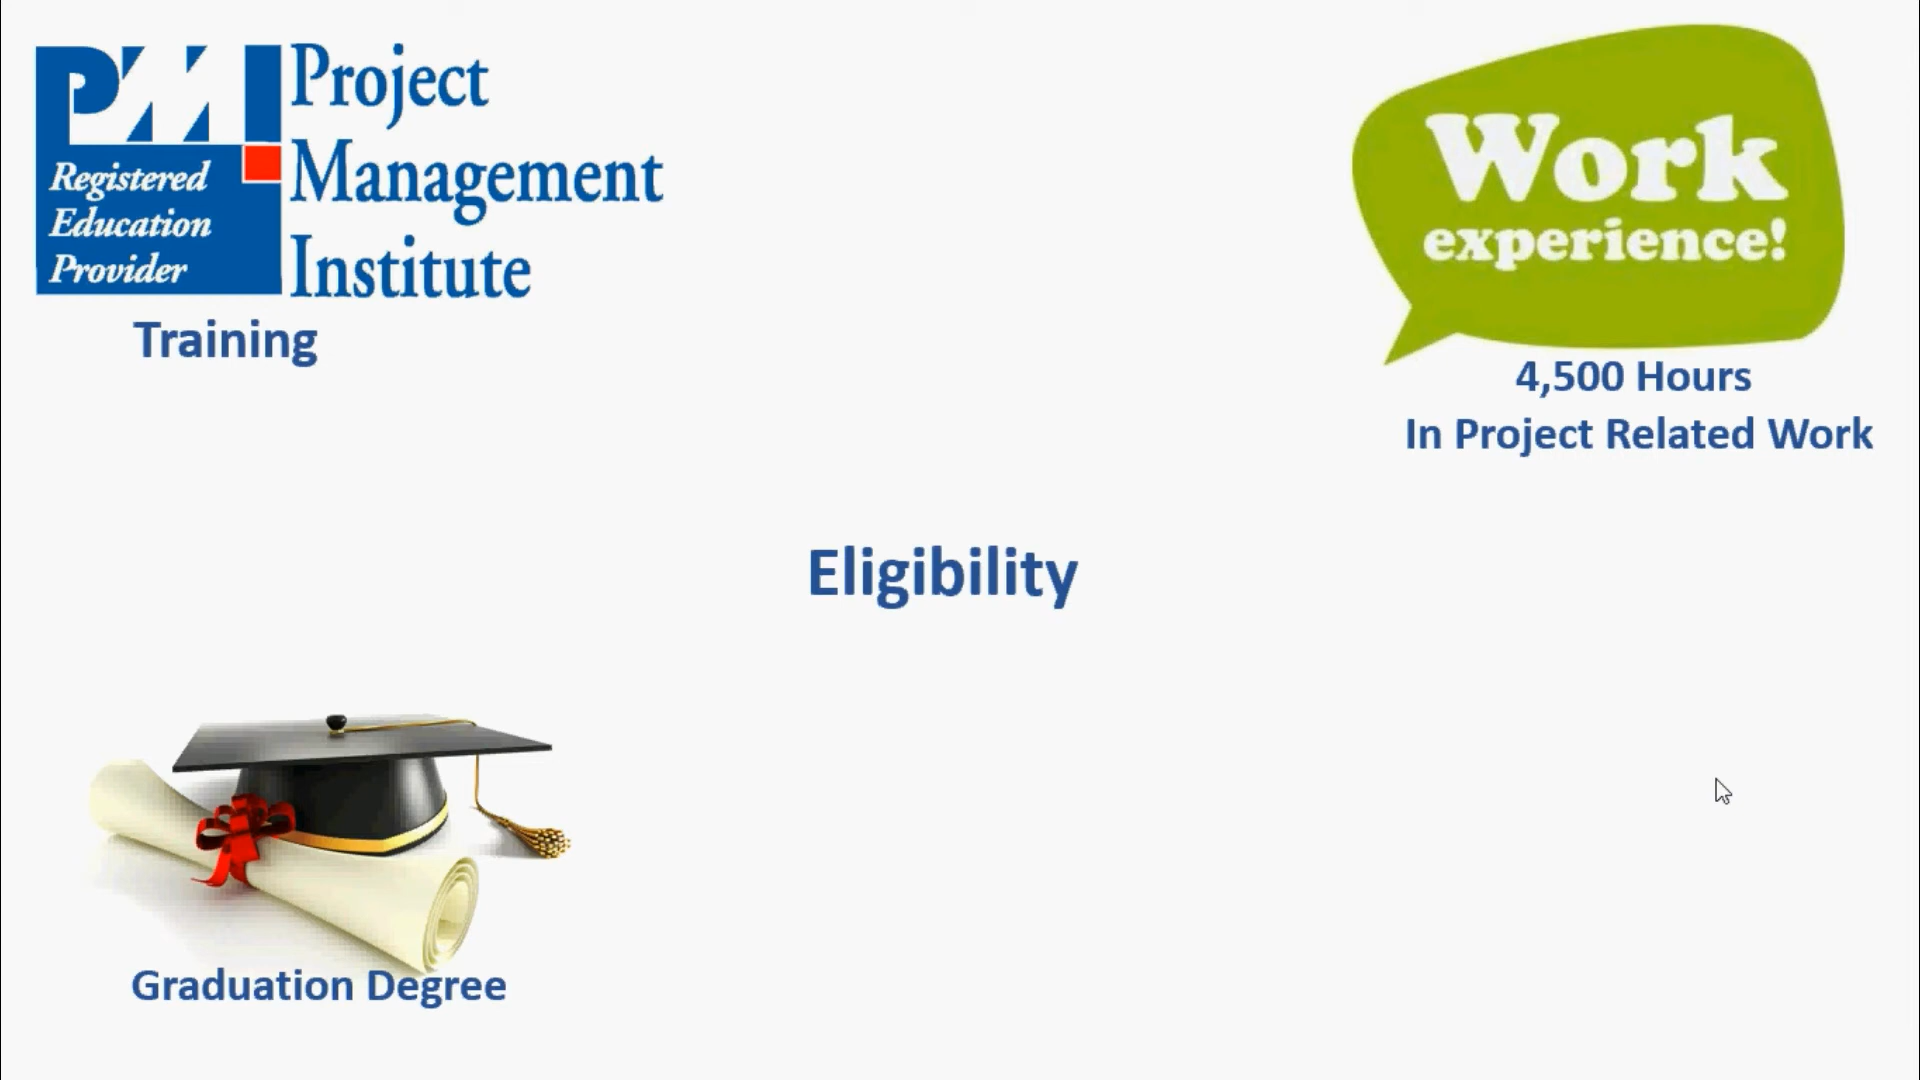 PMI
Registered
Education
Provider
Project
Management
Institute
Training
Work
experience!
4,500 Hours
In Project Related Work
Eligibility
Graduation Degree